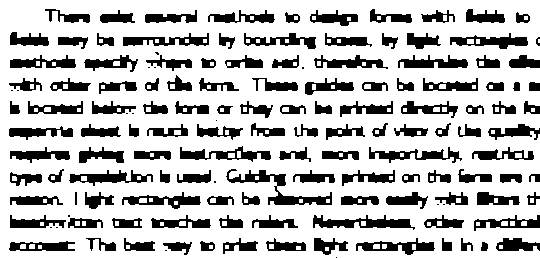 There exist several methods to design forms with fields to
fields may be surrounded by bounding boxes, by light rectangles o
methods specify where to write and, therefore, minimize the effec
with other parts of the form. These guides can be located on a s
is located below the form or they can be printed directly on the fo
separate sheet is much better from the point of view of the quality
requires giving more instructions and, more importantly, restricts
type of acquisition is used. Guiding rulers printed on the form are m
reason. Light rectangles can be removed more easily with filters th
handwritten text touches the rulers. Nevertheless, other practical
account: The best way to print these light rectangles is in a differen